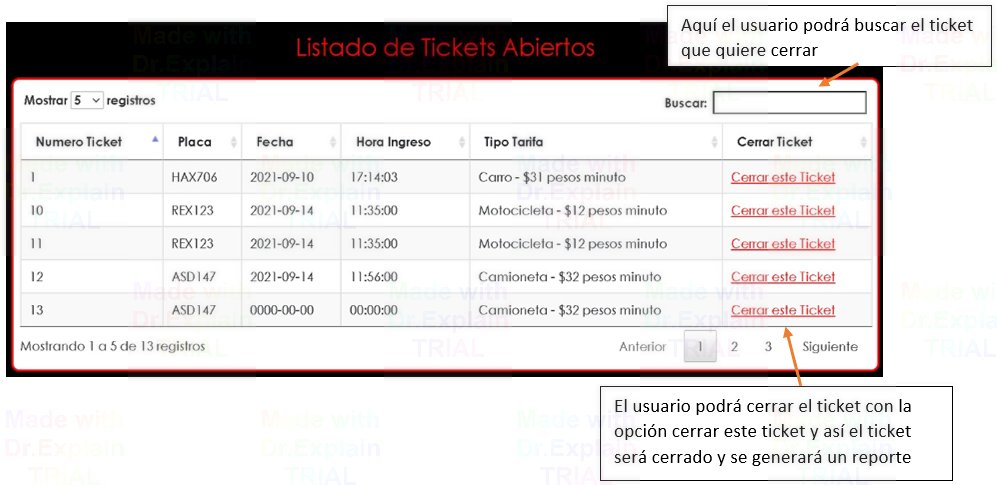 Aquí el usuario podrá buscar el ticket
que quiere cerrar
Listado de Tickets Abiertos
Mostrar 5 registros
Buscar:
Numero Ticket Placa Fecha Hora Ingreso Tipo Tarifa Cerrar Ticket
1 HAX706 2021-09-10 17:14:03 Carro - $31 pesos minuto Cerrar este Ticket
10 REX123 2021-09-14 11:35:00 Motocicleta - $12 pesos minuto Cerrar este Ticket
11 REX123 2021-09-14 11:35:00 Motocicleta - $12 pesos minuto Cerrar este Ticket
12 ASD147 2021-09-14 11:56:00 Camioneta - $32 pesos minuto Cerrar este Ticket
13 ASD147 0000-00-00 00:00:00 Camioneta - $32 pesos minuto Cerrar este Ticket
Mostrando 1 a 5 de 13 registros
Anterior 1 2 3 Siguiente
El usuario podrá cerrar el ticket con la
opción cerrar este ticket y así el ticket
será cerrado y se generará un reporte
Made with
Dr.Explain
TRIAL